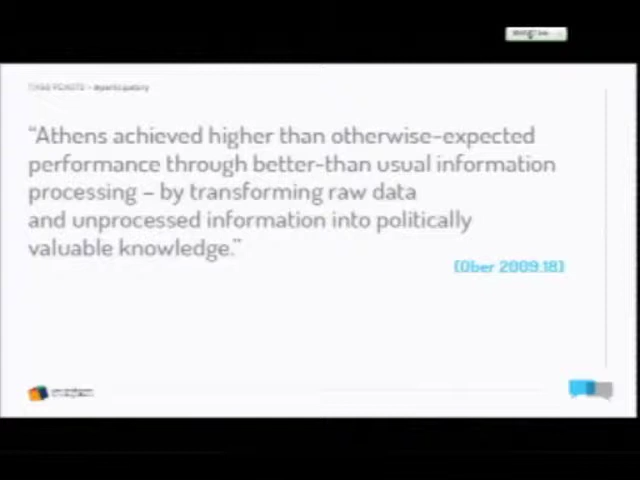 “Athens achieved higher than otherwise-expected
performance through better-than usual information
processing – by transforming raw data
and unprocessed information into politically
valuable knowledge.”
[Ober 2009.18]